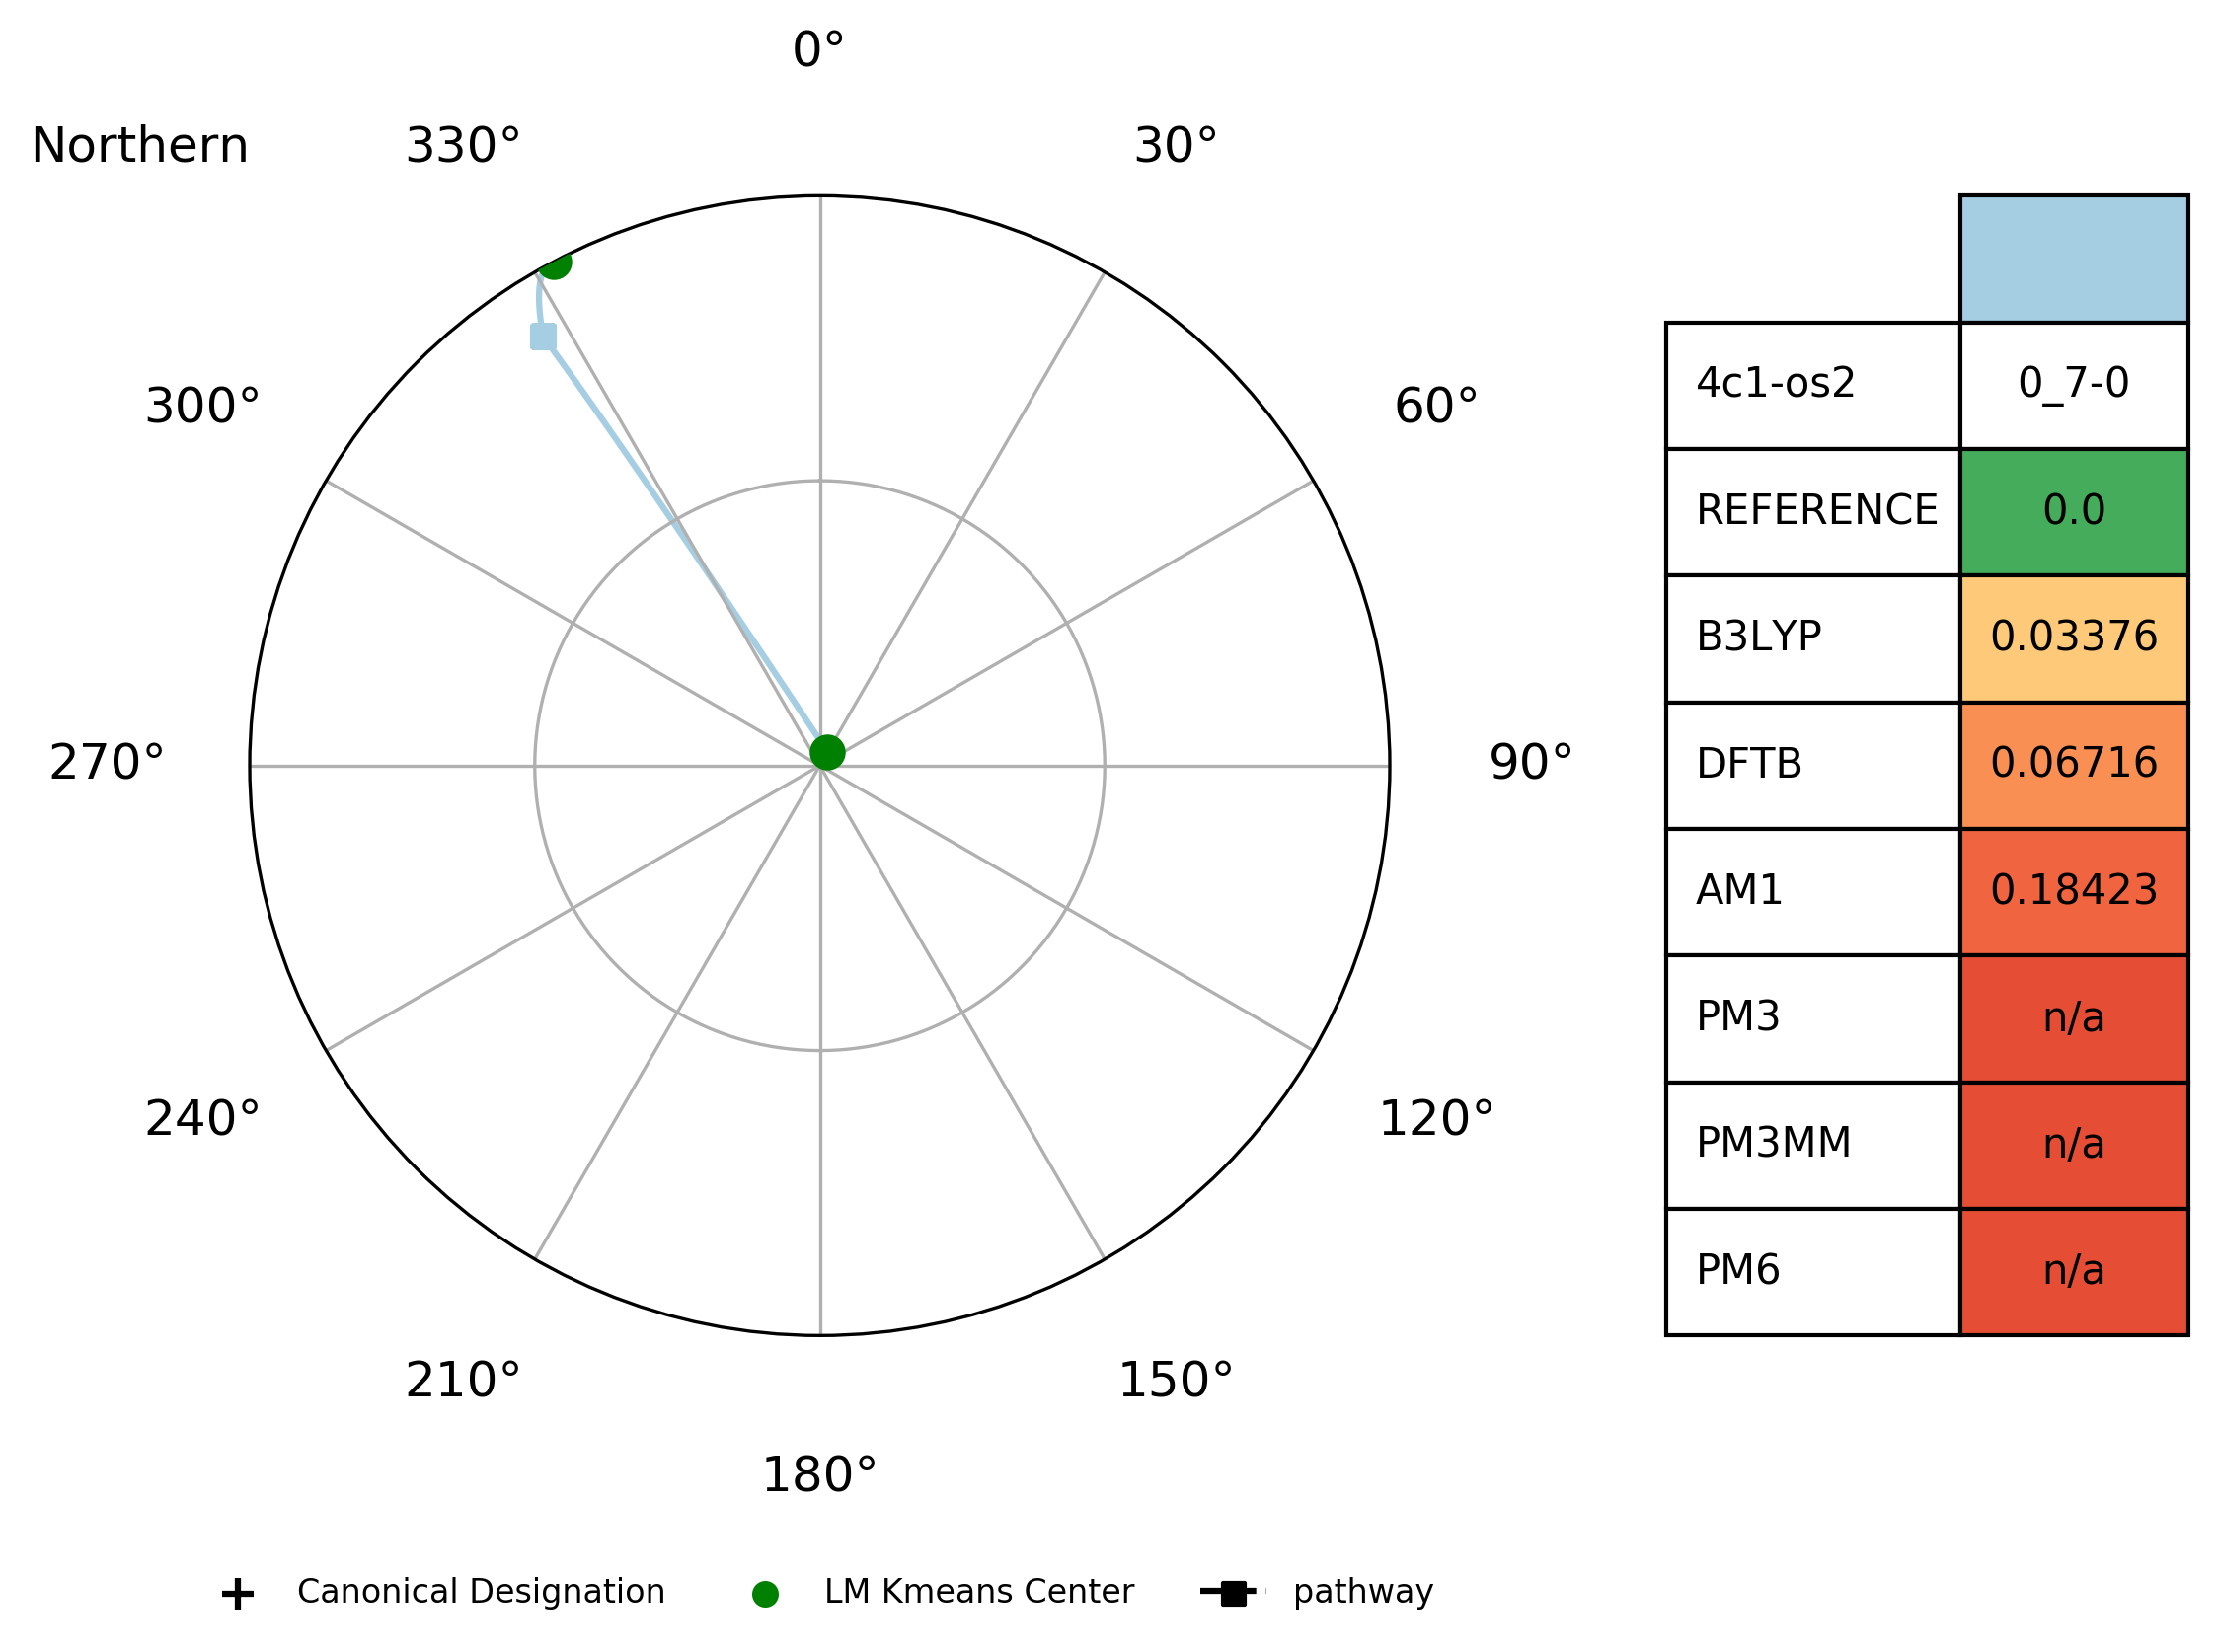 0°
Northern
330°
30°
300°
60°
270°
90°
240°
120°
210°
150°
180°
4c1-os2 0_7-0
REFERENCE 0.0
B3LYP 0.03376
DFTB 0.06716
AM1 0.18423
PM3 n/a
PM3MM n/a
PM6 n/a
Canonical Designation LM Kmeans Center pathway